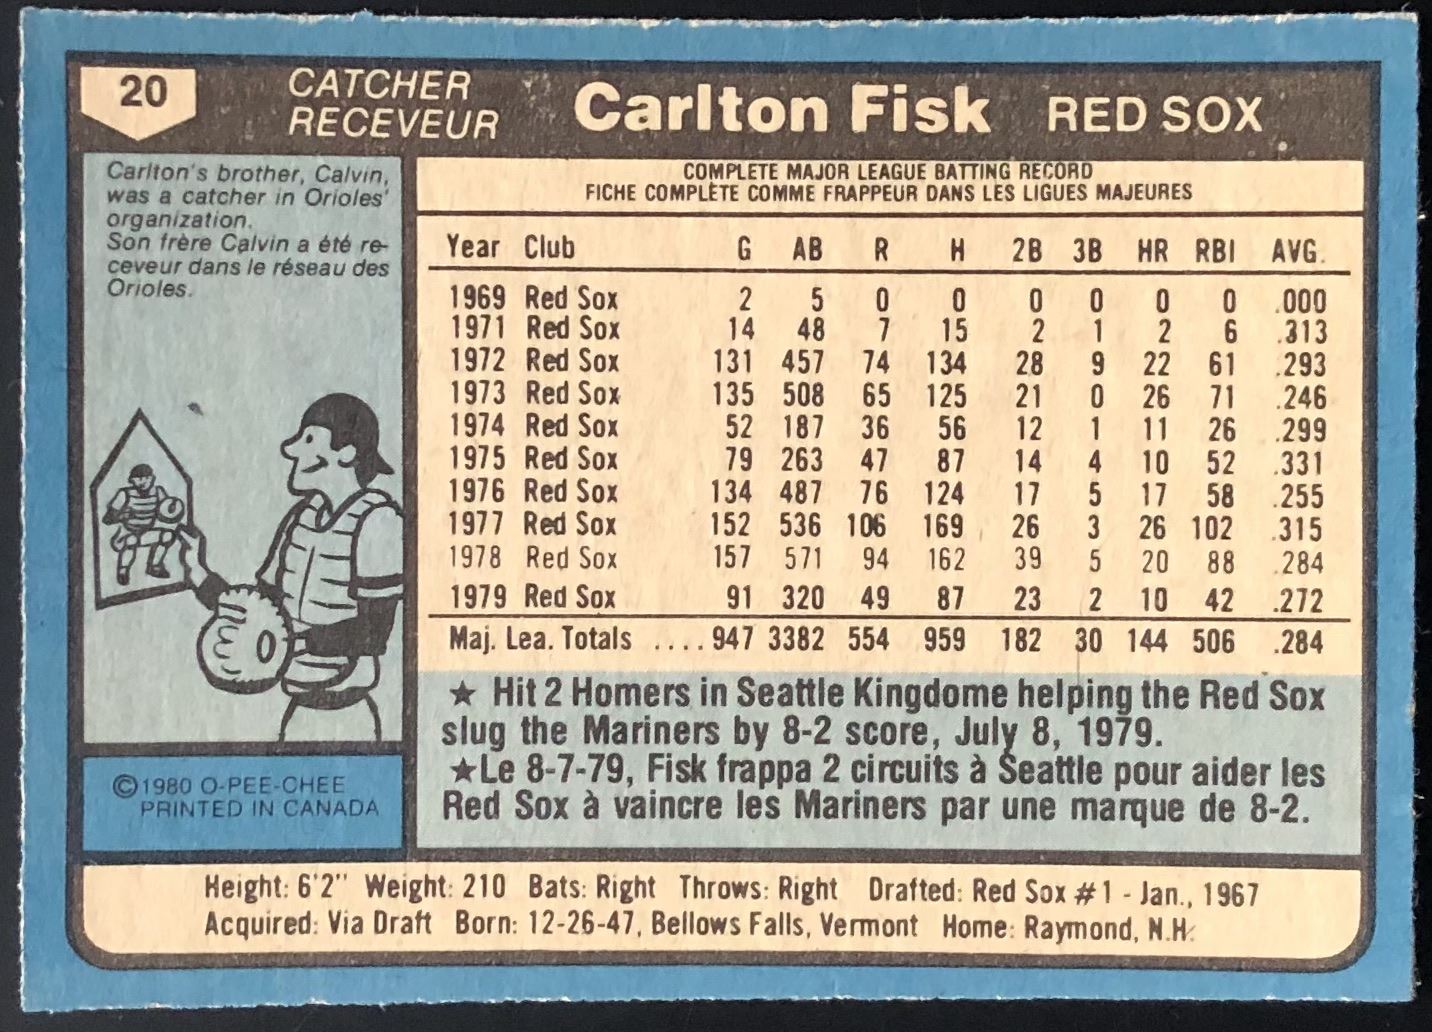 20
CATCHER
RECEVEUR
Carlton Fisk RED SOX
Carlton's brother, Calvin,
was a catcher in Orioles'
organization.
Son frère Calvin a été re-
ceveur dans le réseau des
Orioles.
COMPLETE MAJOR LEAGUE BATTING RECORD
FICHE COMPLÈTE COMME FRAPPEUR DANS LES LIGUES MAJEURES
Year Club G AB R H 2B 3B HR RBI AVG.
1969 Red Sox 2 5 0 0 0 0 0 0 .000
1971 Red Sox 14 48 7 15 2 1 2 6 .313
1972 Red Sox 131 457 74 134 28 9 22 61 .293
1973 Red Sox 135 508 65 125 21 0 26 71 .246
1974 Red Sox 52 187 36 56 12 1 11 26 .299
1975 Red Sox 79 263 47 87 14 4 10 52 .331
1976 Red Sox 134 487 76 124 17 5 17 58 .255
1977 Red Sox 152 536 106 169 26 3 26 102 .315
1978 Red Sox 157 571 94 162 39 5 20 88 .284
1979 Red Sox 91 320 49 87 23 2 10 42 .272
Maj. Lea. Totals .... 947 3382 554 959 182 30 144 506 .284
★ Hit 2 Homers in Seattle Kingdome helping the Red Sox
slug the Mariners by 8-2 score, July 8, 1979.
★Le 8-7-79, Fisk frappa 2 circuits à Seattle pour aider les
Red Sox à vaincre les Mariners par une marque de 8-2.
©1980 O-PEE-CHEE
PRINTED IN CANADA
Height: 6'2" Weight: 210 Bats: Right Throws: Right Drafted: Red Sox #1 - Jan., 1967
Acquired: Via Draft Born: 12-26-47, Bellows Falls, Vermont Home: Raymond, N.H.